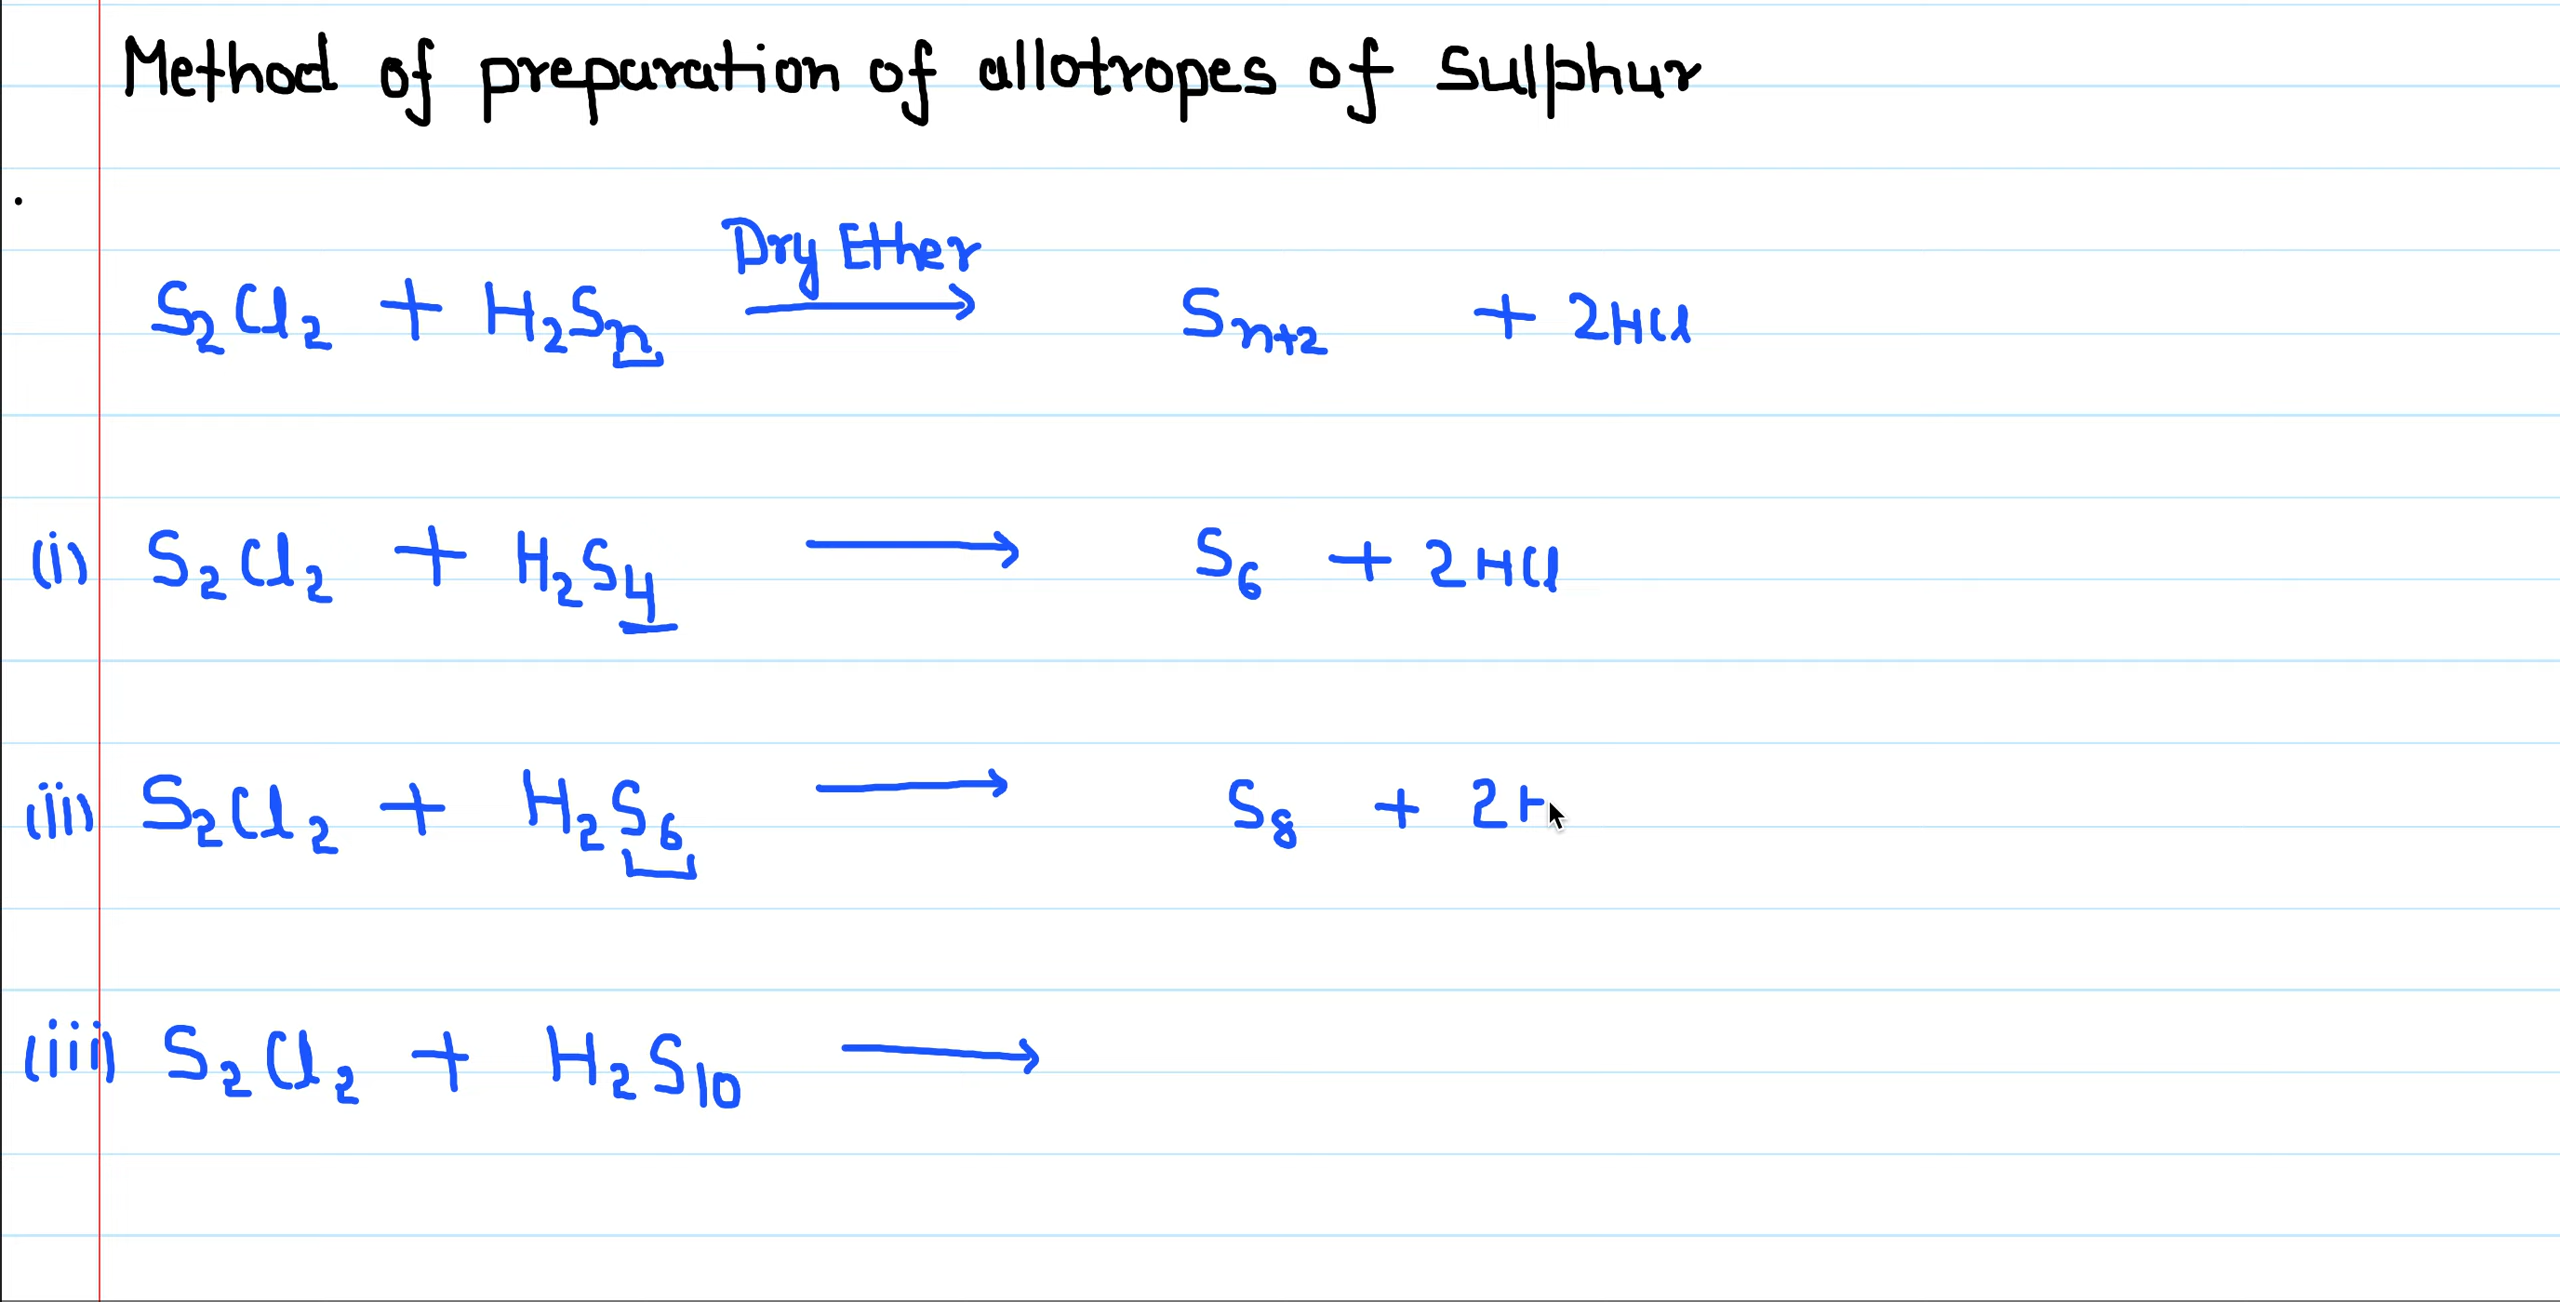 Method of preparation of allotropes of Sulphur
Dry Ether
S₂Cl₂ + H₂Sₙ ⟶ Sₙ₊₂ + 2HCl
(i) S₂Cl₂ + H₂S₄ ⟶ S₆ + 2HCl
(ii) S₂Cl₂ + H₂S₆ ⟶ S₈ + 2H
(iii) S₂Cl₂ + H₂S₁₀ ⟶